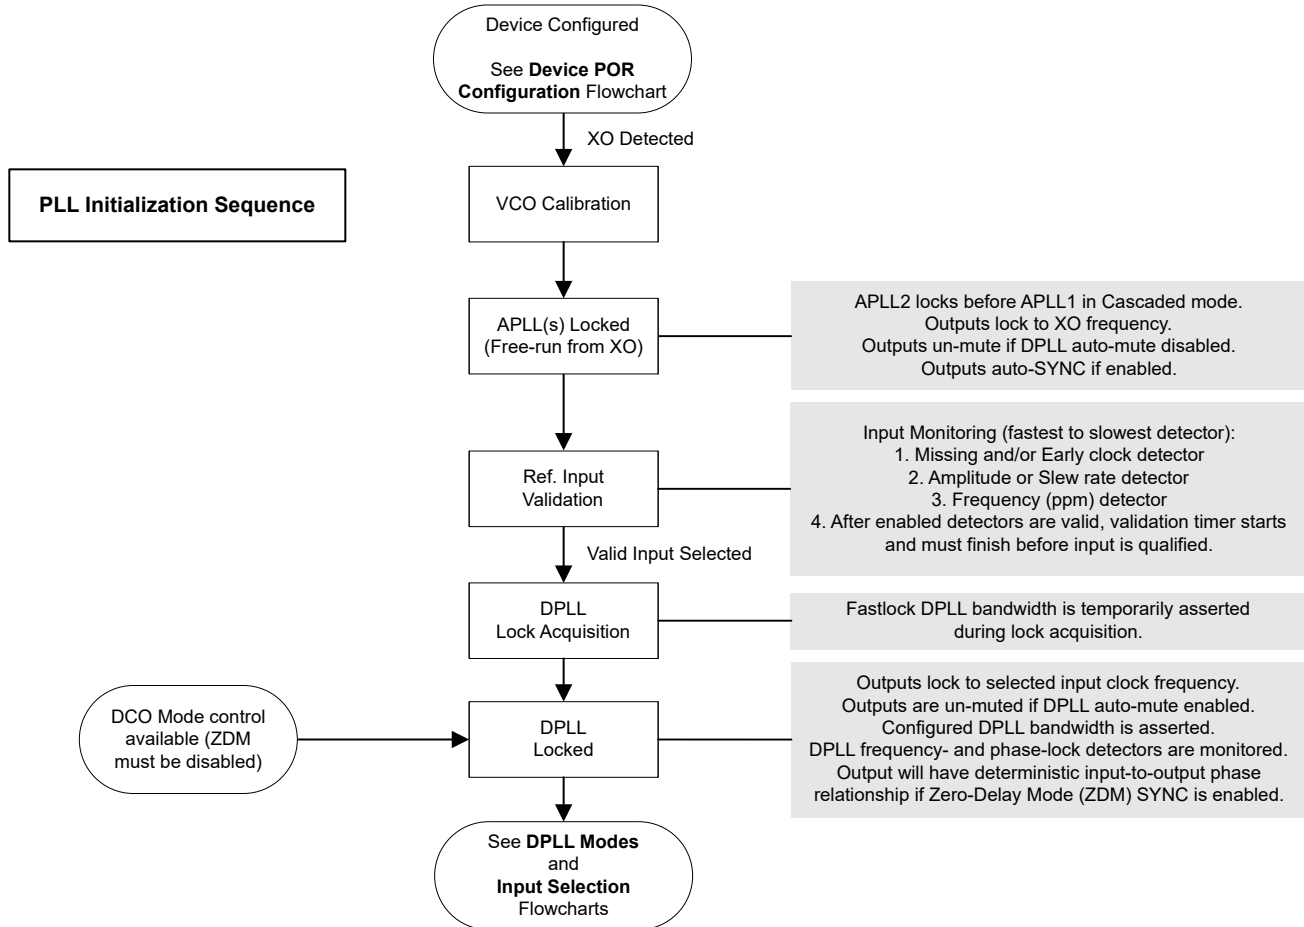 Device Configured
See Device POR
Configuration Flowchart
XO Detected
PLL Initialization Sequence
VCO Calibration
APLL(s) Locked
(Free-run from XO)
APLL2 locks before APLL1 in Cascaded mode.
Outputs lock to XO frequency.
Outputs un-mute if DPLL auto-mute disabled.
Outputs auto-SYNC if enabled.
Ref. Input
Validation
Input Monitoring (fastest to slowest detector):
1. Missing and/or Early clock detector
2. Amplitude or Slew rate detector
3. Frequency (ppm) detector
4. After enabled detectors are valid, validation timer starts
and must finish before input is qualified.
Valid Input Selected
DPLL
Lock Acquisition
Fastlock DPLL bandwidth is temporarily asserted
during lock acquisition.
DCO Mode control
available (ZDM
must be disabled)
DPLL
Locked
Outputs lock to selected input clock frequency.
Outputs are un-muted if DPLL auto-mute enabled.
Configured DPLL bandwidth is asserted.
DPLL frequency- and phase-lock detectors are monitored.
Output will have deterministic input-to-output phase
relationship if Zero-Delay Mode (ZDM) SYNC is enabled.
See DPLL Modes
and
Input Selection
Flowcharts